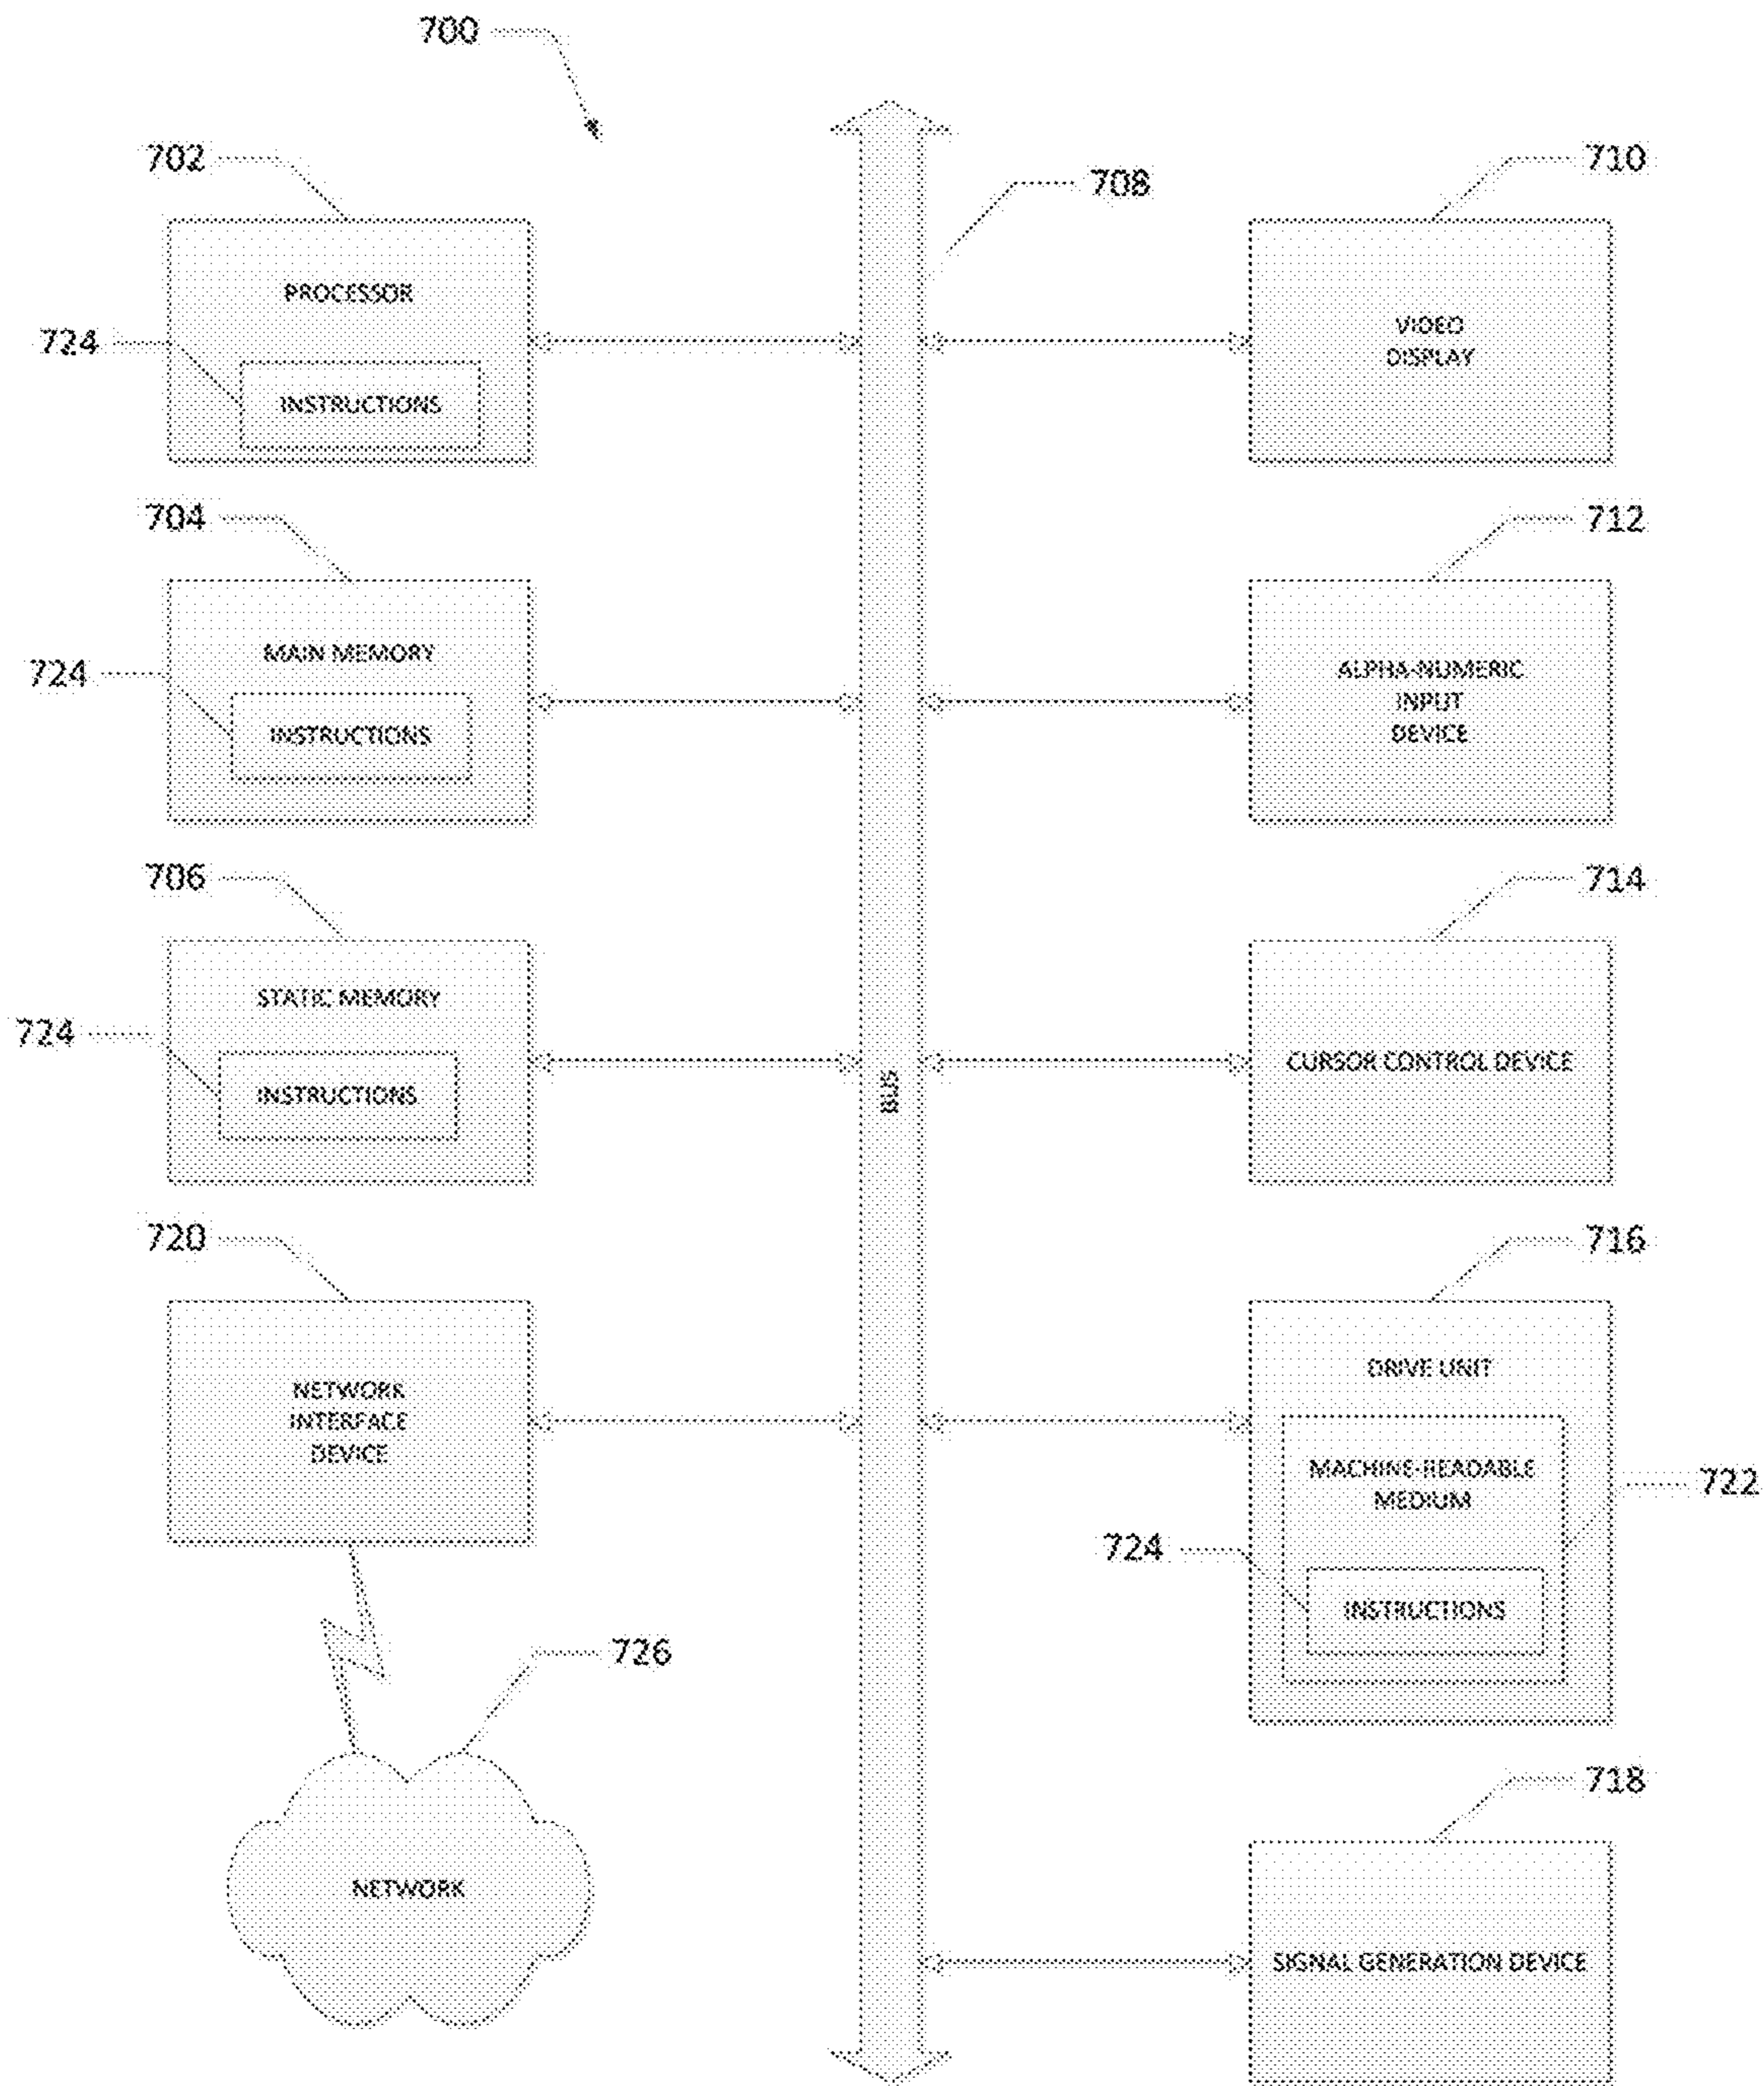 700
702
708
710
PROCESSOR
724
INSTRUCTIONS
VIDEO
DISPLAY
704
712
MAIN MEMORY
724
INSTRUCTIONS
ALPHA-NUMERIC
INPUT
DEVICE
706
714
STATIC MEMORY
724
INSTRUCTIONS
BUS
CURSOR CONTROL DEVICE
720
716
NETWORK
INTERFACE
DEVICE
DRIVE UNIT
MACHINE-READABLE
MEDIUM
722
724
INSTRUCTIONS
726
718
NETWORK
SIGNAL GENERATION DEVICE